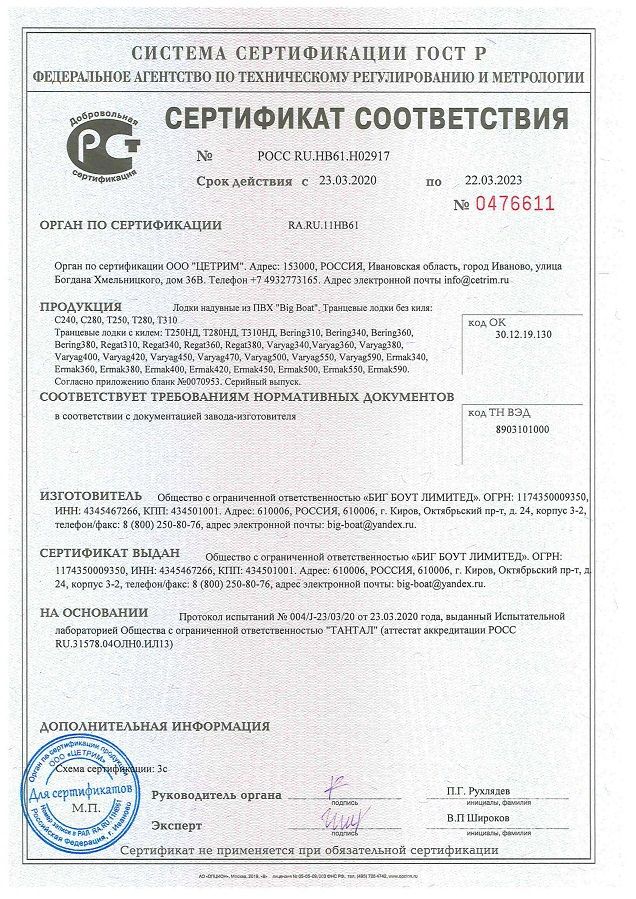 СИСТЕМА СЕРТИФИКАЦИИ ГОСТ Р
ФЕДЕРАЛЬНОЕ АГЕНТСТВО ПО ТЕХНИЧЕСКОМУ РЕГУЛИРОВАНИЮ И МЕТРОЛОГИИ
Добровольная
сертификация
СЕРТИФИКАТ СООТВЕТСТВИЯ
№ РОСС RU.НВ61.Н02917
Срок действия с 23.03.2020 по 22.03.2023
№ 0476611
ОРГАН ПО СЕРТИФИКАЦИИ RA.RU.11НВ61
Орган по сертификации ООО "ЦЕТРИМ". Адрес: 153000, РОССИЯ, Ивановская область, город Иваново, улица
Богдана Хмельницкого, дом 36В. Телефон +7 4932773165. Адрес электронной почты info@cetrim.ru
ПРОДУКЦИЯ Лодки надувные из ПВХ "Big Boat". Транцевые лодки без киля:
С240, С280, Т250, Т280, Т310
Транцевые лодки с килем: Т250НД, Т280НД, Т310НД, Bering310, Bering340, Bering360,
Bering380, Regat310, Regat340, Regat360, Regat380, Varyag340,Varyag360, Varyag380,
Varyag400, Varyag420, Varyag450, Varyag470, Varyag500, Varyag550, Varyag590, Ermak340,
Ermak360, Ermak380, Ermak400, Ermak420, Ermak450, Ermak500, Ermak550, Ermak590.
Согласно приложению бланк №0070953. Серийный выпуск.
код ОК
30.12.19.130
СООТВЕТСТВУЕТ ТРЕБОВАНИЯМ НОРМАТИВНЫХ ДОКУМЕНТОВ
в соответствии с документацией завода-изготовителя
код ТН ВЭД
8903101000
ИЗГОТОВИТЕЛЬ Общество с ограниченной ответственностью «БИГ БОУТ ЛИМИТЕД». ОГРН: 1174350009350,
ИНН: 4345467266, КПП: 434501001. Адрес: 610006, РОССИЯ, 610006, г. Киров, Октябрьский пр-т, д. 24, корпус 3-2,
телефон/факс: 8 (800) 250-80-76, адрес электронной почты: big-boat@yandex.ru.
СЕРТИФИКАТ ВЫДАН Общество с ограниченной ответственностью «БИГ БОУТ ЛИМИТЕД». ОГРН:
1174350009350, ИНН: 4345467266, КПП: 434501001. Адрес: 610006, РОССИЯ, 610006, г. Киров, Октябрьский пр-т, д.
24, корпус 3-2, телефон/факс: 8 (800) 250-80-76, адрес электронной почты: big-boat@yandex.ru.
НА ОСНОВАНИИ Протокол испытаний № 004/J-23/03/20 от 23.03.2020 года, выданный Испытательной
лабораторией Общества с ограниченной ответственностью "ТАНТАЛ" (аттестат аккредитации РОСС
RU.31578.04ОЛН0.ИЛ13)
ДОПОЛНИТЕЛЬНАЯ ИНФОРМАЦИЯ
Схема сертификации: 3с
Орган по сертификации продукции
ООО «ЦЕТРИМ»
Для сертификатов
М.П.
Номер записи в РАЛ RA.RU.11НВ61
Российская Федерация, г. Иваново
Руководитель органа
подпись
П.Г. Рухлядев
инициалы, фамилия
Эксперт
подпись
В.П Широков
инициалы, фамилия
Сертификат не применяется при обязательной сертификации